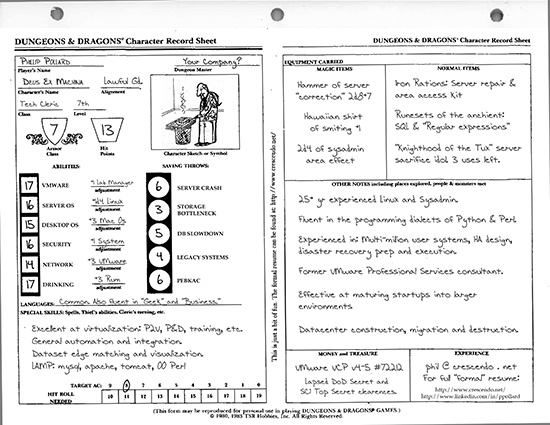 DUNGEONS & DRAGONS® Character Record Sheet
PHILIP POLLARD
Player's Name
Your Company?
Dungeon Master
DEUS EX MACHINA
Character's Name
Lawful Gd.
Alignment
Tech Cleric
Class
7th
Level
7
Armor
Class
13
Hit
Points
Character Sketch or Symbol
ABILITIES:
SAVING THROWS:
17 VMWARE +1 Lab Manager adjustment
16 SERVER OS +d4 Linux adjustment
15 DESKTOP OS +3 Mac OS adjustment
16 SECURITY +1 System adjustment
14 NETWORK +3 VMware adjustment
17 DRINKING +3 Rum adjustment
6 SERVER CRASH
3 STORAGE BOTTLENECK
5 DB SLOWDOWN
4 LEGACY SYSTEMS
6 PEBKAC
LANGUAGES: Common. Also fluent in "Geek" and "Business."
SPECIAL SKILLS: Spells, Thief's abilities, Cleric's turning, etc.
Excellent at virtualization: P2V, P&D, training, etc.
General automation and integration.
Dataset edge matching and visualization.
LAMP: mysql, apache, tomcat, OO Perl
TARGET AC: 9 8 7 6 5 4 3 2 1 0
HIT ROLL
NEEDED 10 11 12 13 14 15 16 17 18 19
This is just a bit of fun. The formal resume can be found at: http://www.crescendo.net/
DUNGEONS & DRAGONS® Character Record Sheet
EQUIPMENT CARRIED
MAGIC ITEMS
Hammer of server
"correction" 2d8+7
Hawaiian shirt
of smiting +1
2d4 of sysadmin
area effect
NORMAL ITEMS
Iron Rations: Server repair &
area access kit
Runesets of the anchient:
SQL & "Regular expressions"
"Knighthood of the Tux" server
sacrifice idol 3 uses left.
OTHER NOTES including places explored, people & monsters met
25+ yr experienced linux and Sysadmin.
Fluent in the programming dialects of Python & Perl
Experienced in: Multi-million user systems, HA design,
disaster recovery prep and execution.
Former VMware Professional Services consultant.
Effective at maturing startups into larger
environments.
Datacenter construction, migration and destruction.
MONEY and TREASURE
VMware VCP v4-5 #72212
lapsed DoD Secret and
SCI Top Secret clearences.
EXPERIENCE
phil @ crescendo . net
For full "formal" resume:
http://www.crescendo.net/
http://www.linkedin.com/in/ppollard
(This form may be reproduced for personal use in playing DUNGEONS & DRAGONS® GAMES.)
© 1980, 1983 TSR Hobbies, Inc. All Rights Reserved.